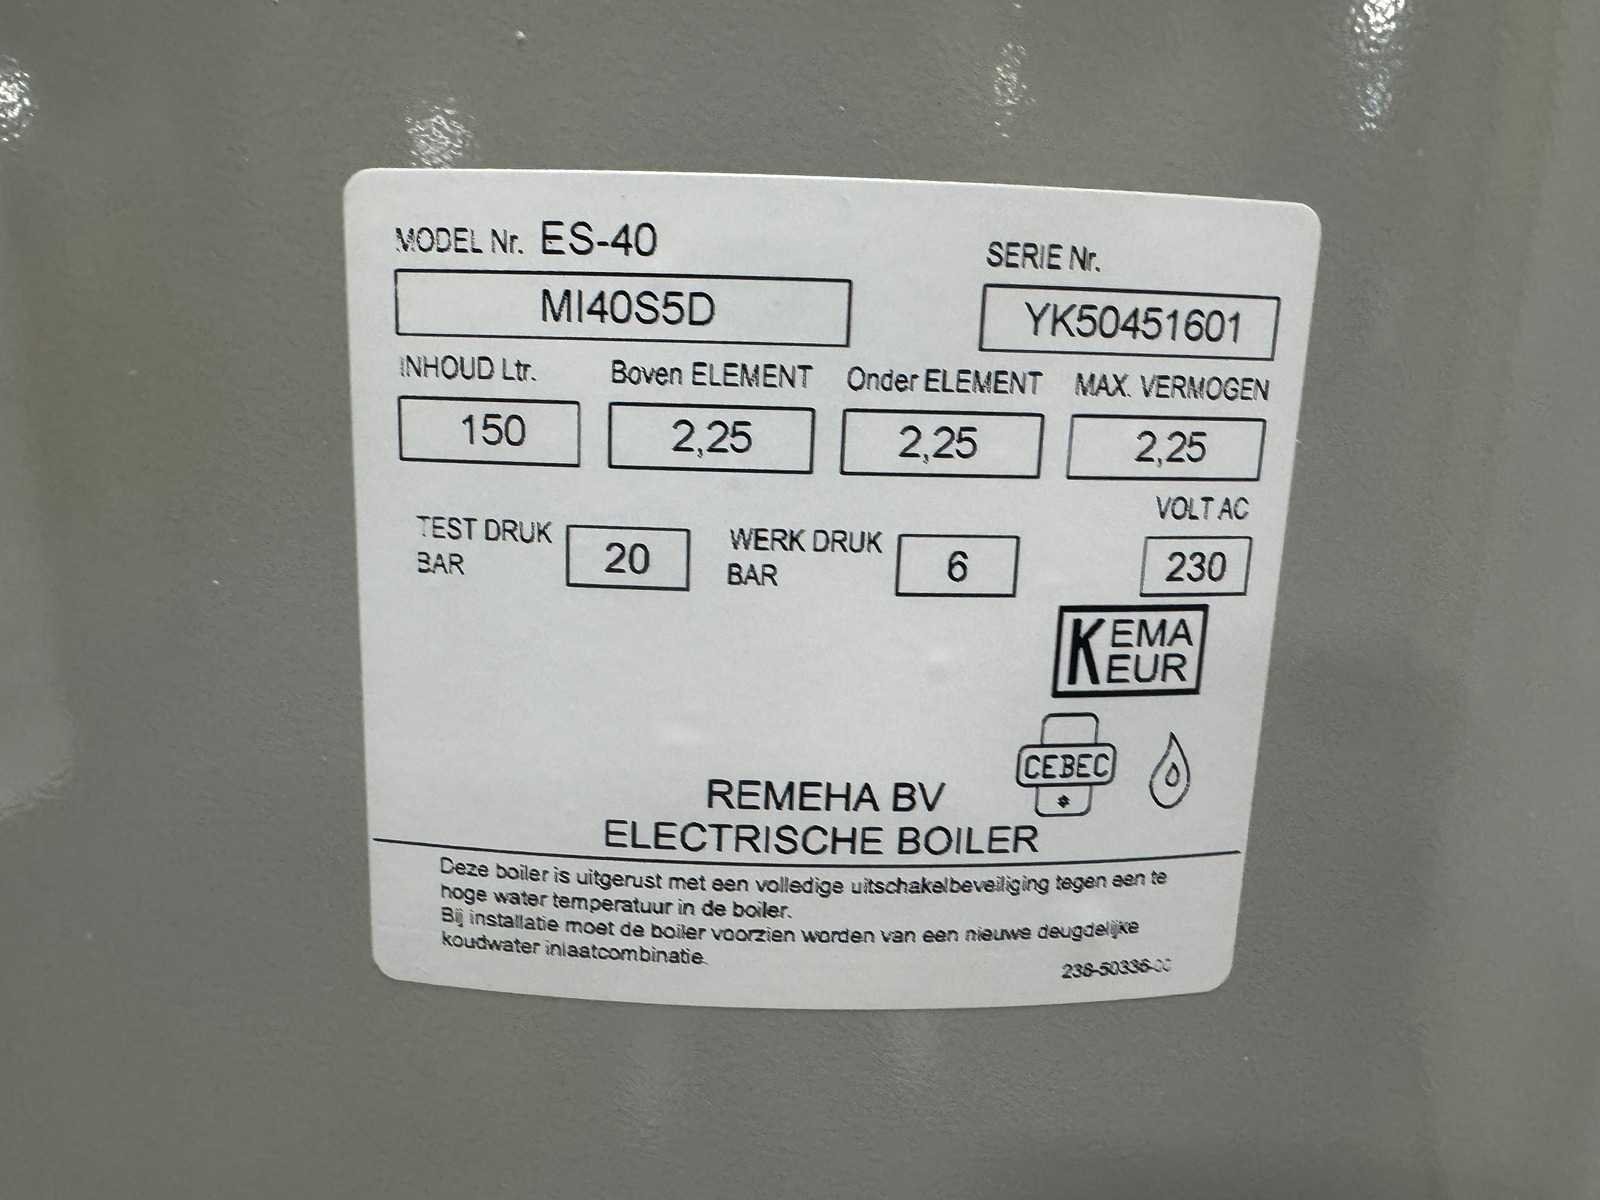 MODEL Nr. ES-40
SERIE Nr.
MI40S5D
YK50451601
INHOUD Ltr. Boven ELEMENT Onder ELEMENT MAX. VERMOGEN
150 2,25 2,25 2,25
VOLT AC
TEST DRUK BAR 20 WERK DRUK BAR 6 230
KEMA
KEUR
CEBEC
REMEHA BV
ELECTRISCHE BOILER
Deze boiler is uitgerust met een volledige uitschakelbeveiliging tegen een te
hoge water temperatuur in de boiler.
Bij installatie moet de boiler voorzien worden van een nieuwe deugdelijke
koudwater inlaatcombinatie.